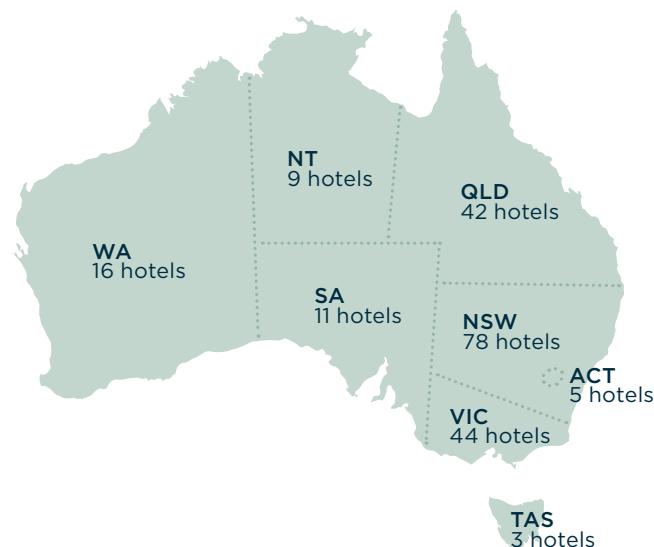 NT
9 hotels
QLD
42 hotels
WA
16 hotels
SA
11 hotels
NSW
78 hotels
ACT
5 hotels
VIC
44 hotels
TAS
3 hotels